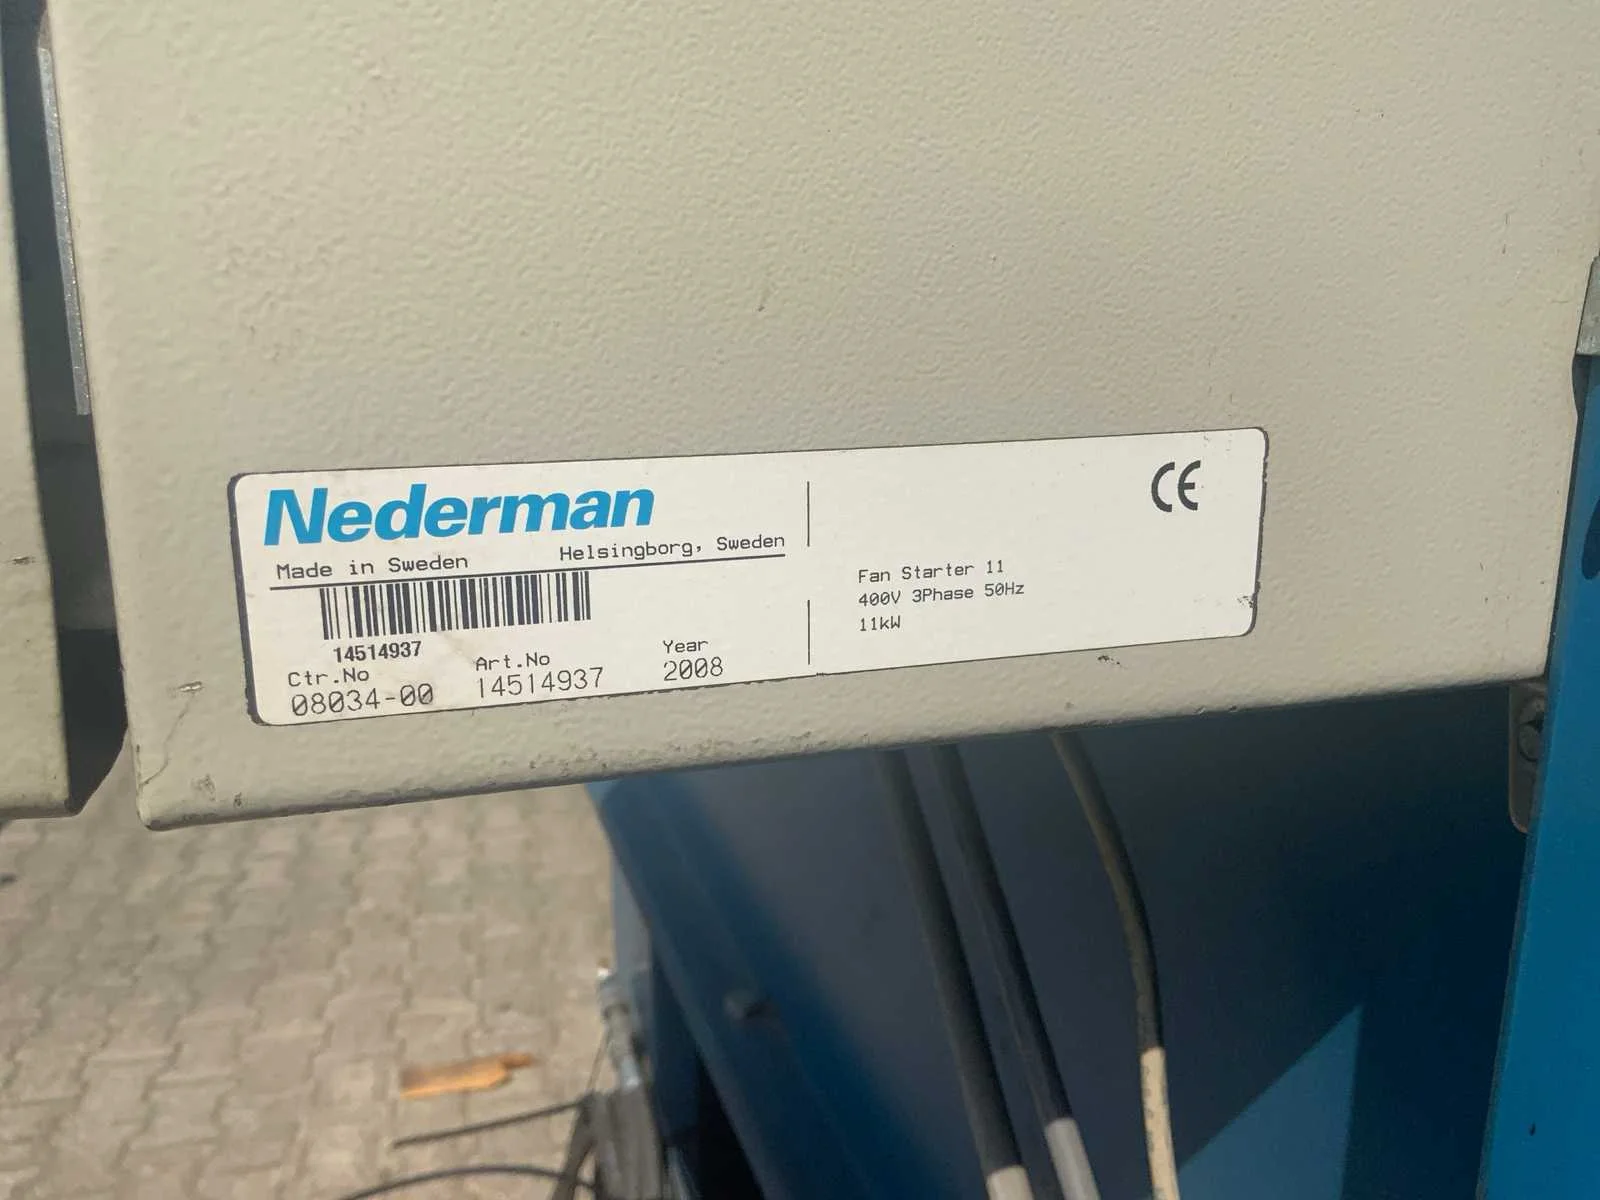 Nederman
Made in Sweden Helsingborg, Sweden
14514937
Ctr.No Art.No Year
08034-00 14514937 2008
CE
Fan Starter 11
400V 3Phase 50Hz
11kW